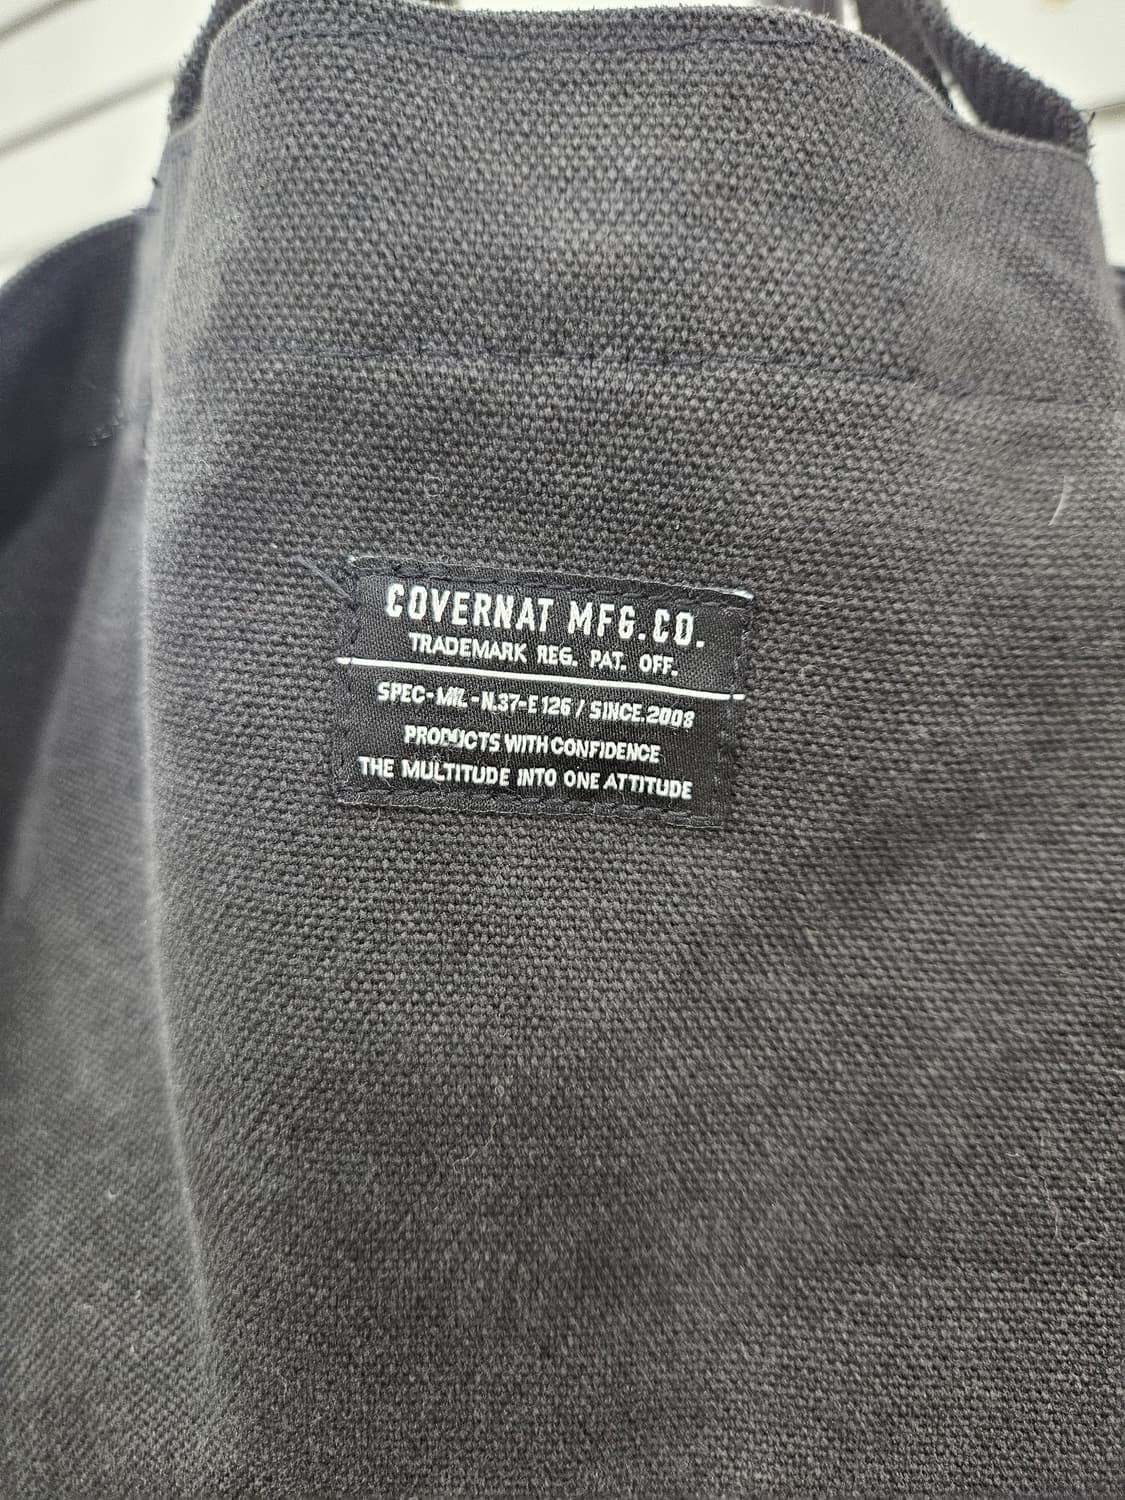 COVERNAT MFG.CO.
TRADEMARK REG. PAT. OFF.
SPEC-MIL-N.37-E126 / SINCE.2008
PRODUCTS WITH CONFIDENCE
THE MULTITUDE INTO ONE ATTITUDE